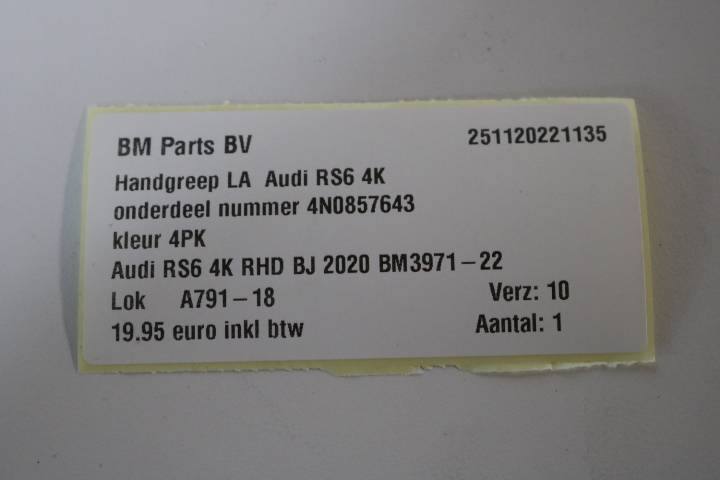 BM Parts BV 251120221135
Handgreep LA Audi RS6 4K
onderdeel nummer 4N0857643
kleur 4PK
Audi RS6 4K RHD BJ 2020 BM3971-22
Lok A791-18 Verz: 10
19.95 euro inkl btw Aantal: 1